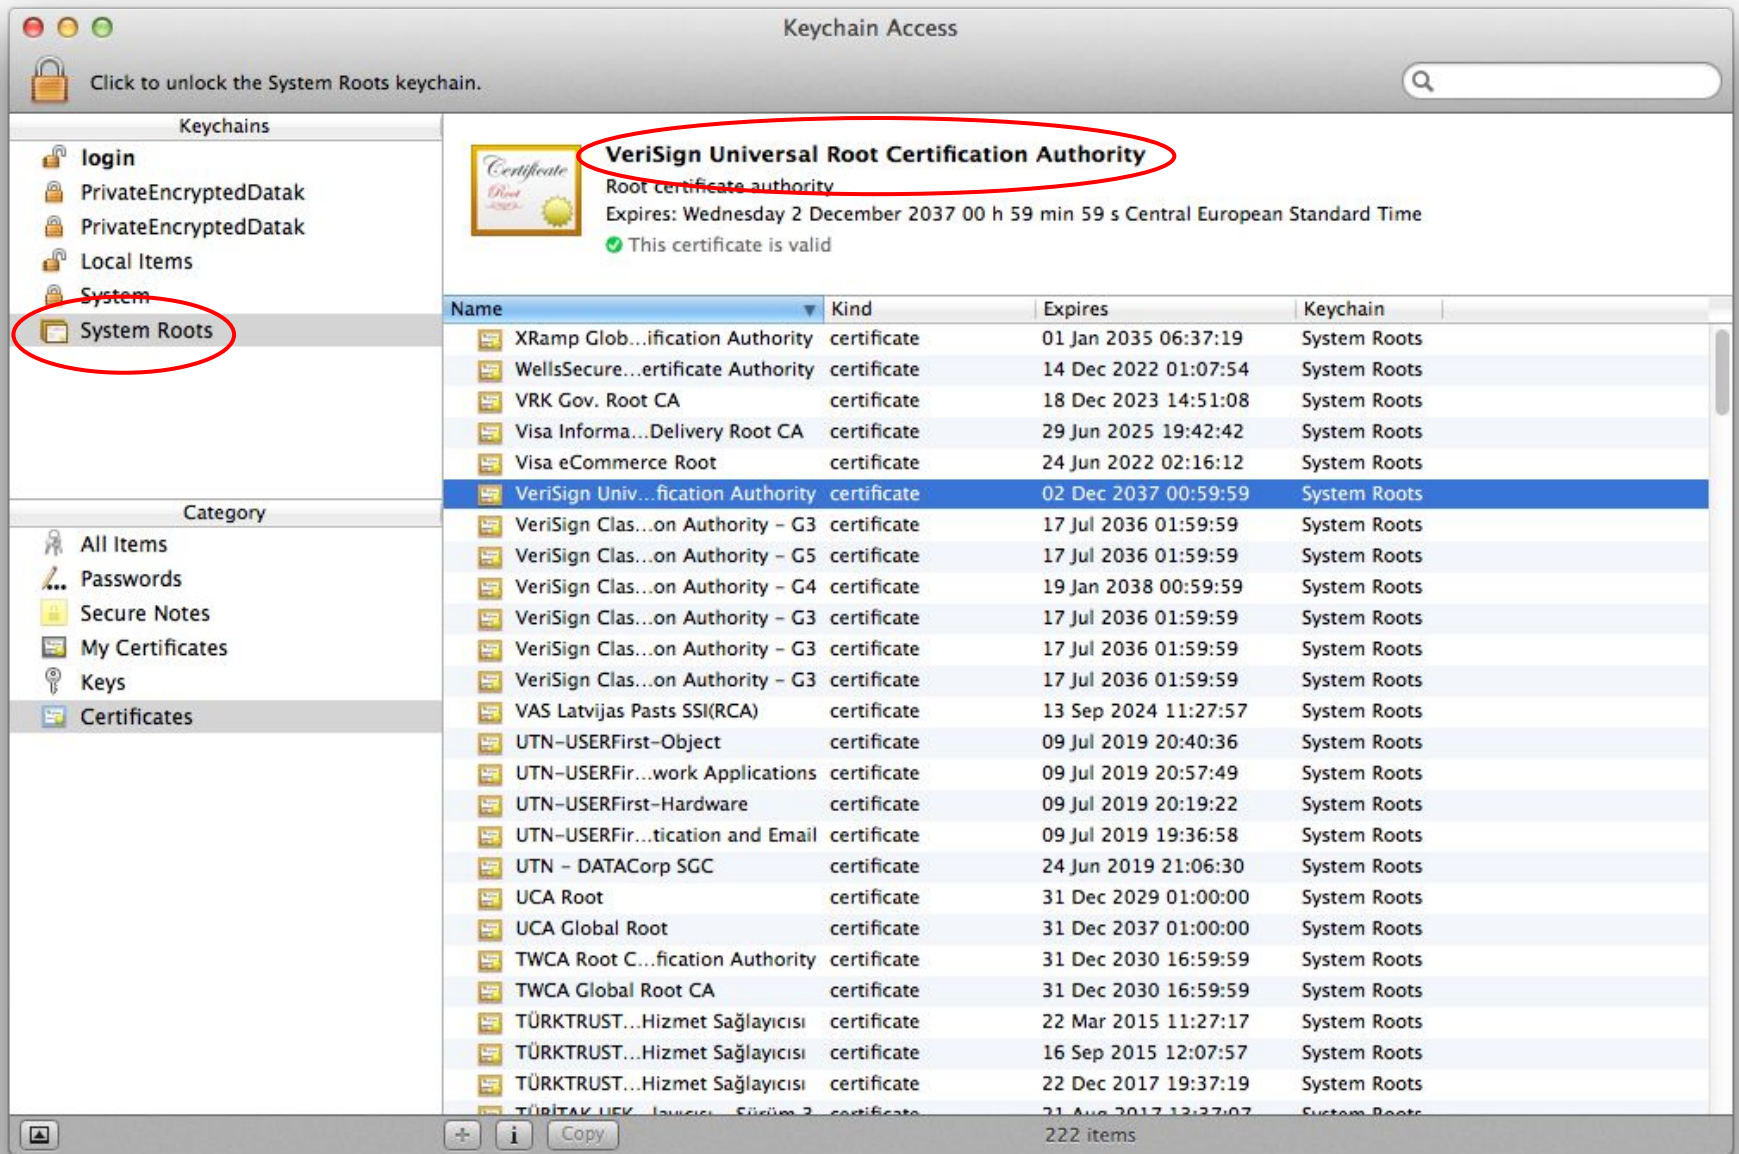 Keychain Access
Click to unlock the System Roots keychain.
Keychains
login
PrivateEncryptedDatak
PrivateEncryptedDatak
Local Items
System
System Roots
Category
All Items
Passwords
Secure Notes
My Certificates
Keys
Certificates
Certificate
Root
VeriSign Universal Root Certification Authority
Root certificate authority
Expires: Wednesday 2 December 2037 00 h 59 min 59 s Central European Standard Time
This certificate is valid
Name Kind Expires Keychain
XRamp Glob...ification Authority certificate 01 Jan 2035 06:37:19 System Roots
WellsSecure...ertificate Authority certificate 14 Dec 2022 01:07:54 System Roots
VRK Gov. Root CA certificate 18 Dec 2023 14:51:08 System Roots
Visa Informa...Delivery Root CA certificate 29 Jun 2025 19:42:42 System Roots
Visa eCommerce Root certificate 24 Jun 2022 02:16:12 System Roots
VeriSign Univ...fication Authority certificate 02 Dec 2037 00:59:59 System Roots
VeriSign Clas...on Authority – G3 certificate 17 Jul 2036 01:59:59 System Roots
VeriSign Clas...on Authority – G5 certificate 17 Jul 2036 01:59:59 System Roots
VeriSign Clas...on Authority – G4 certificate 19 Jan 2038 00:59:59 System Roots
VeriSign Clas...on Authority – G3 certificate 17 Jul 2036 01:59:59 System Roots
VeriSign Clas...on Authority – G3 certificate 17 Jul 2036 01:59:59 System Roots
VeriSign Clas...on Authority – G3 certificate 17 Jul 2036 01:59:59 System Roots
VAS Latvijas Pasts SSI(RCA) certificate 13 Sep 2024 11:27:57 System Roots
UTN–USERFirst–Object certificate 09 Jul 2019 20:40:36 System Roots
UTN–USERFir...work Applications certificate 09 Jul 2019 20:57:49 System Roots
UTN–USERFirst–Hardware certificate 09 Jul 2019 20:19:22 System Roots
UTN–USERFir...tication and Email certificate 09 Jul 2019 19:36:58 System Roots
UTN – DATACorp SGC certificate 24 Jun 2019 21:06:30 System Roots
UCA Root certificate 31 Dec 2029 01:00:00 System Roots
UCA Global Root certificate 31 Dec 2037 01:00:00 System Roots
TWCA Root C...fication Authority certificate 31 Dec 2030 16:59:59 System Roots
TWCA Global Root CA certificate 31 Dec 2030 16:59:59 System Roots
TÜRKTRUST...Hizmet Sağlayıcısı certificate 22 Mar 2015 11:27:17 System Roots
TÜRKTRUST...Hizmet Sağlayıcısı certificate 16 Sep 2015 12:07:57 System Roots
TÜRKTRUST...Hizmet Sağlayıcısı certificate 22 Dec 2017 19:37:19 System Roots
TÜBİTAK UEK...layıcısı – Sürüm 3 certificate 21 Aug 2017 13:37:07 System Roots
Copy
222 items